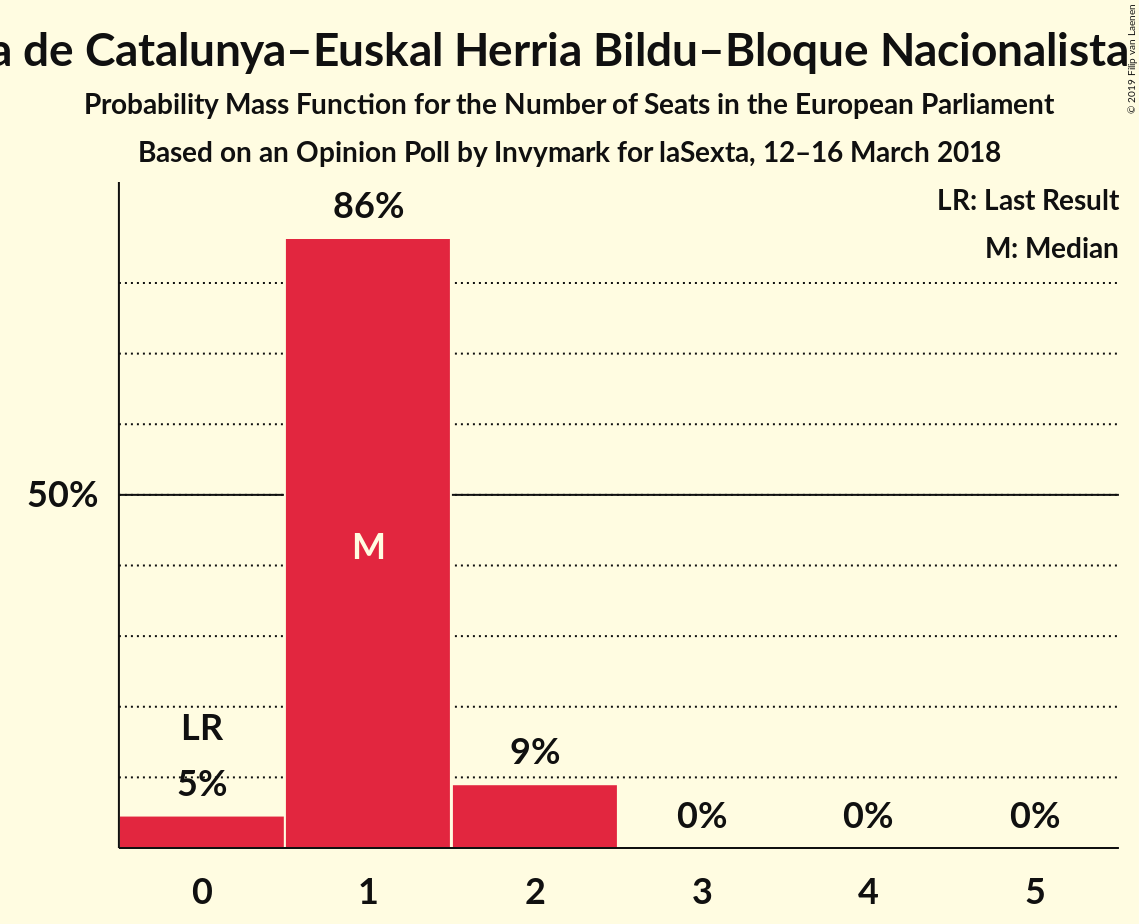 a de Catalunya–Euskal Herria Bildu–Bloque Nacionalista
Probability Mass Function for the Number of Seats in the European Parliament
Based on an Opinion Poll by Invymark for laSexta, 12–16 March 2018
© 2019 Filip van Laenen
LR: Last Result
M: Median
86%
50%
M
LR
5%
9%
0%
0%
0%
0
1
2
3
4
5